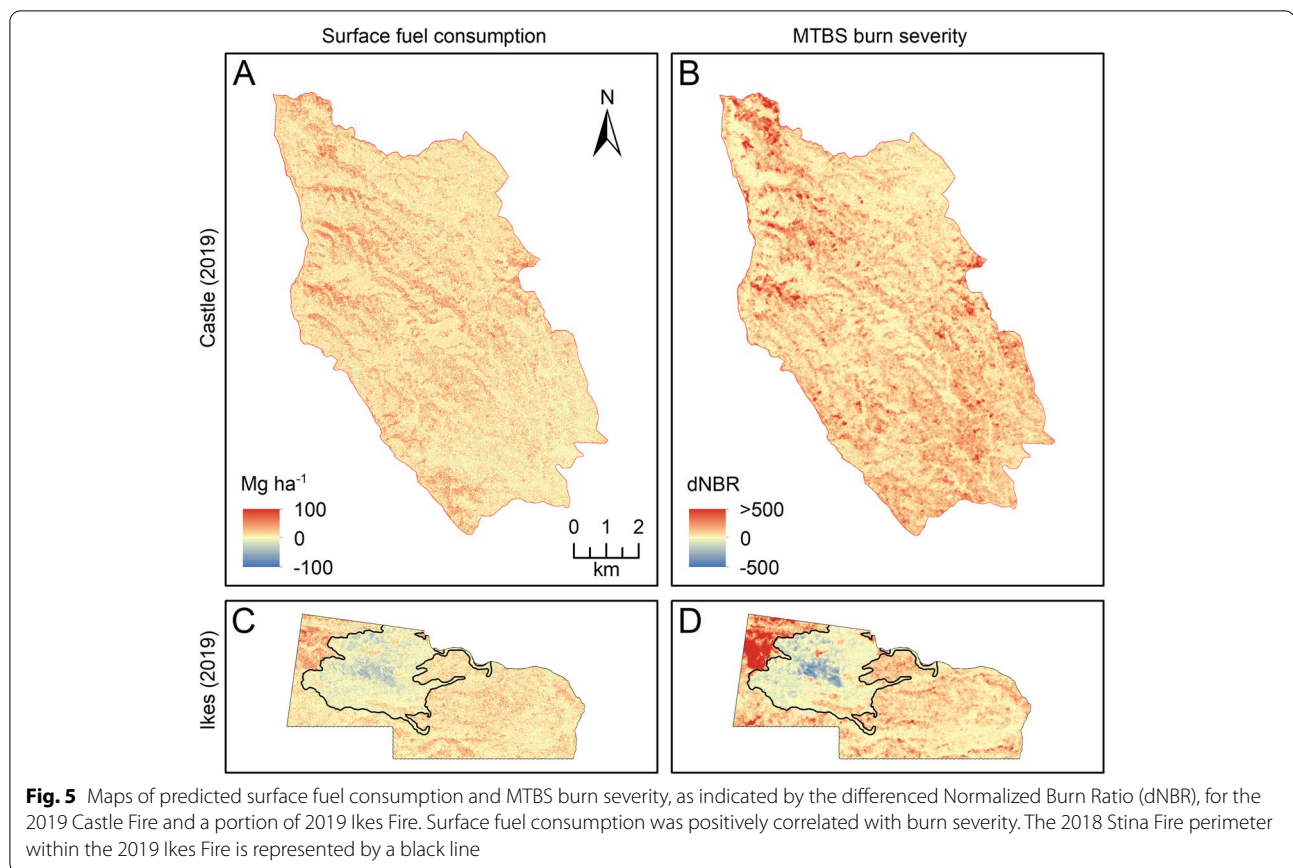 Surface fuel consumption
MTBS burn severity
A
N
B
Castle (2019)
Mg ha⁻¹
100
0
-100
0 1 2
km
dNBR
>500
0
-500
C
D
Ikes (2019)
Fig. 5 Maps of predicted surface fuel consumption and MTBS burn severity, as indicated by the differenced Normalized Burn Ratio (dNBR), for the
2019 Castle Fire and a portion of 2019 Ikes Fire. Surface fuel consumption was positively correlated with burn severity. The 2018 Stina Fire perimeter
within the 2019 Ikes Fire is represented by a black line